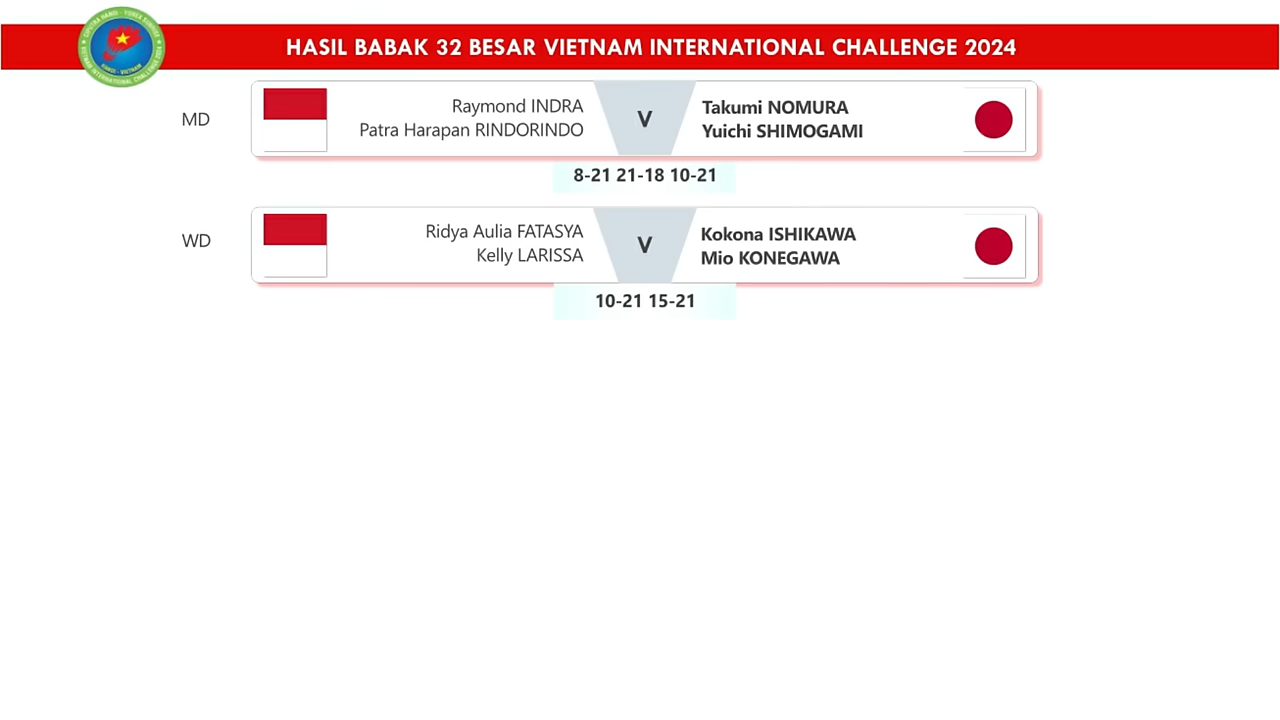 HASIL BABAK 32 BESAR VIETNAM INTERNATIONAL CHALLENGE 2024
MD
Raymond INDRA
Patra Harapan RINDORINDO
V
Takumi NOMURA
Yuichi SHIMOGAMI
8-21 21-18 10-21
WD
Ridya Aulia FATASYA
Kelly LARISSA
V
Kokona ISHIKAWA
Mio KONEGAWA
10-21 15-21